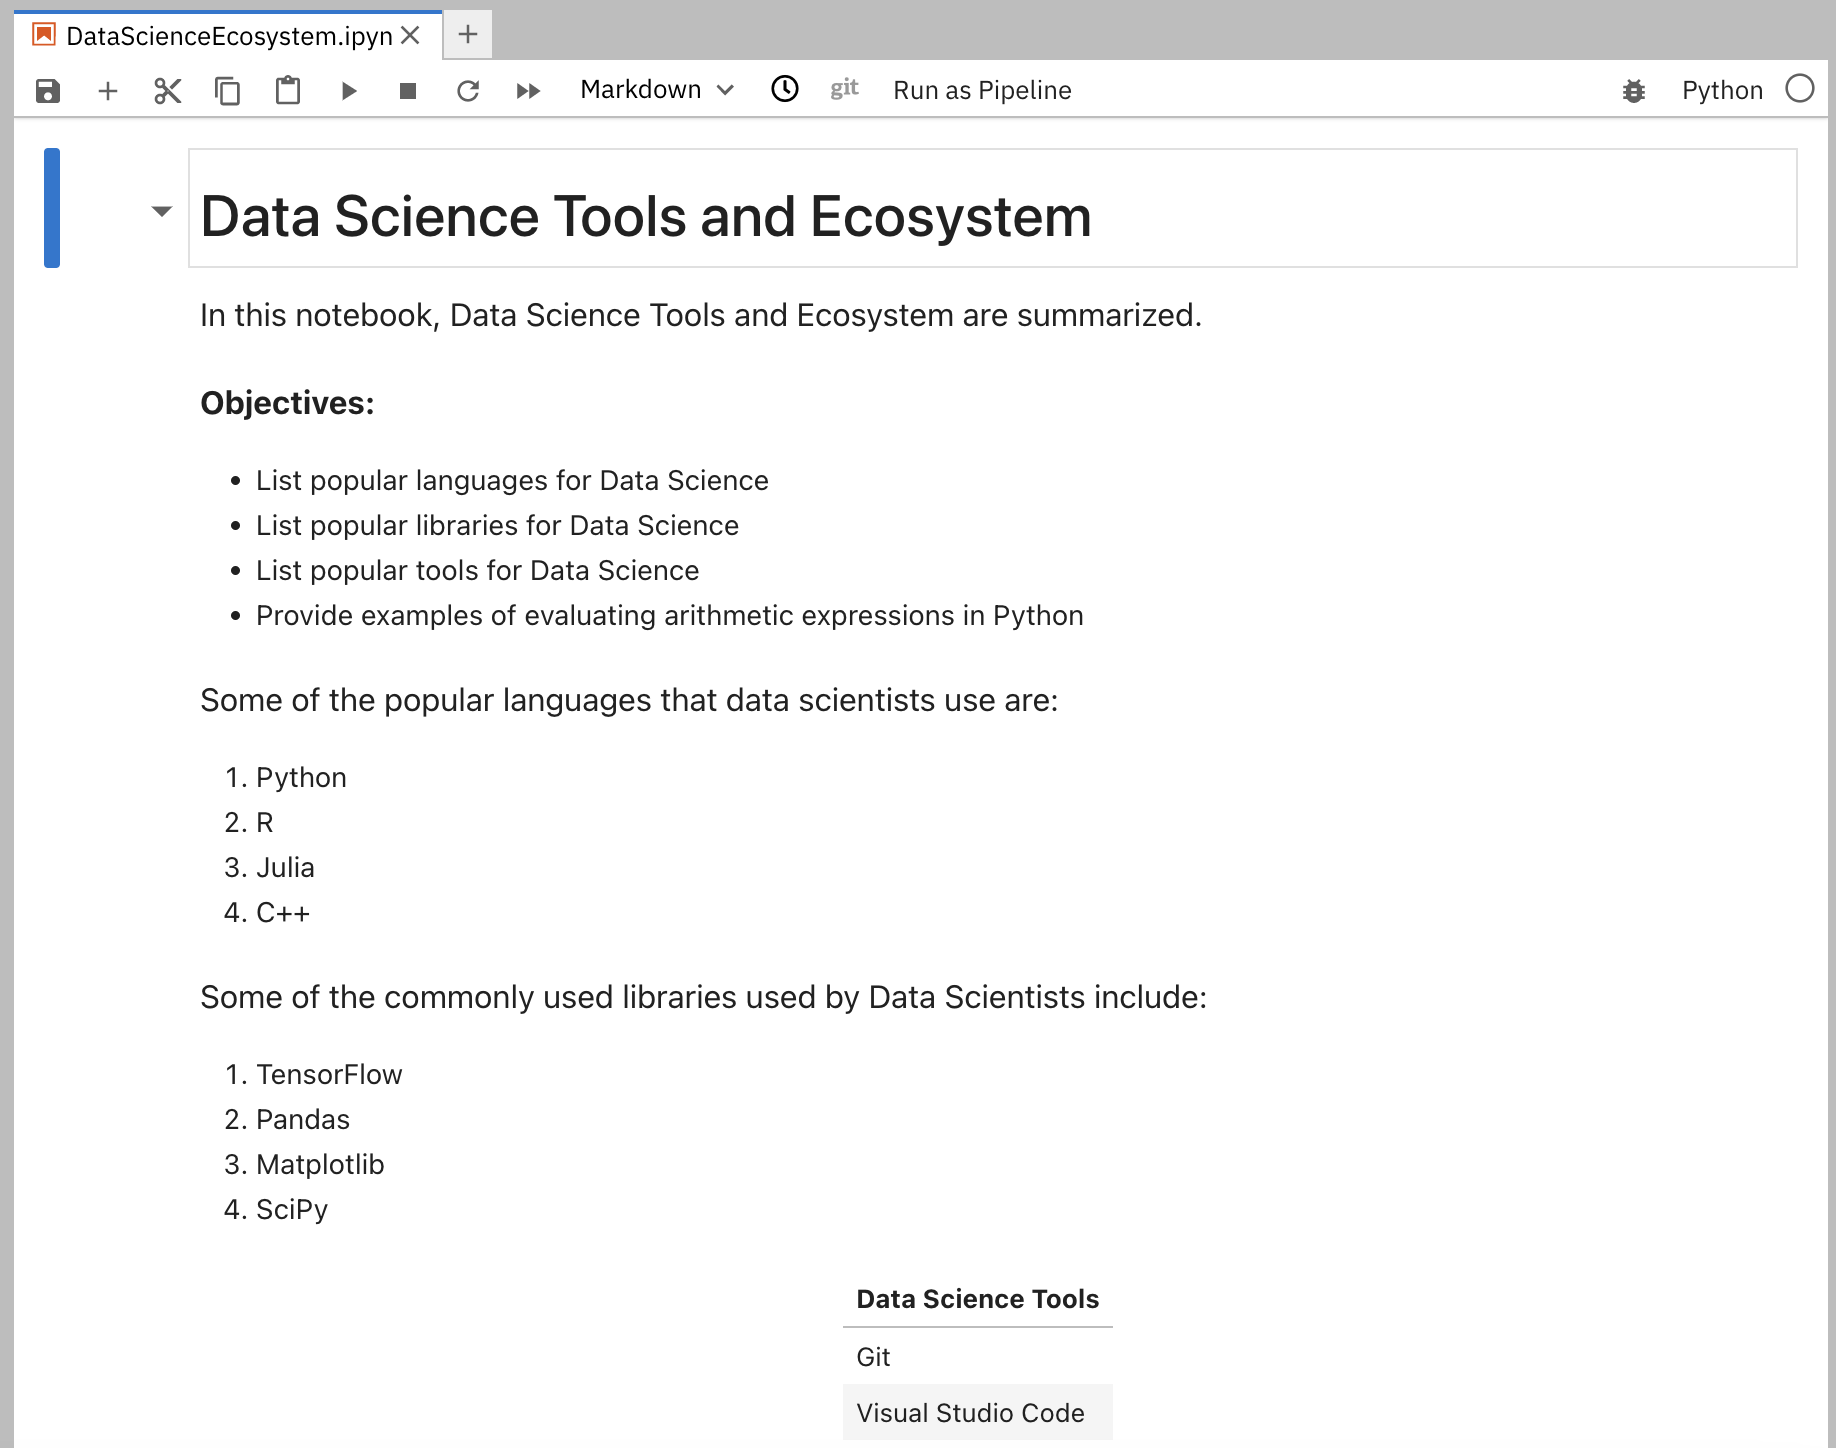 DataScienceEcosystem.ipyn
Markdown
git
Run as Pipeline
Python
Data Science Tools and Ecosystem
In this notebook, Data Science Tools and Ecosystem are summarized.
Objectives:
• List popular languages for Data Science
• List popular libraries for Data Science
• List popular tools for Data Science
• Provide examples of evaluating arithmetic expressions in Python
Some of the popular languages that data scientists use are:
1. Python
2. R
3. Julia
4. C++
Some of the commonly used libraries used by Data Scientists include:
1. TensorFlow
2. Pandas
3. Matplotlib
4. SciPy
Data Science Tools
Git
Visual Studio Code